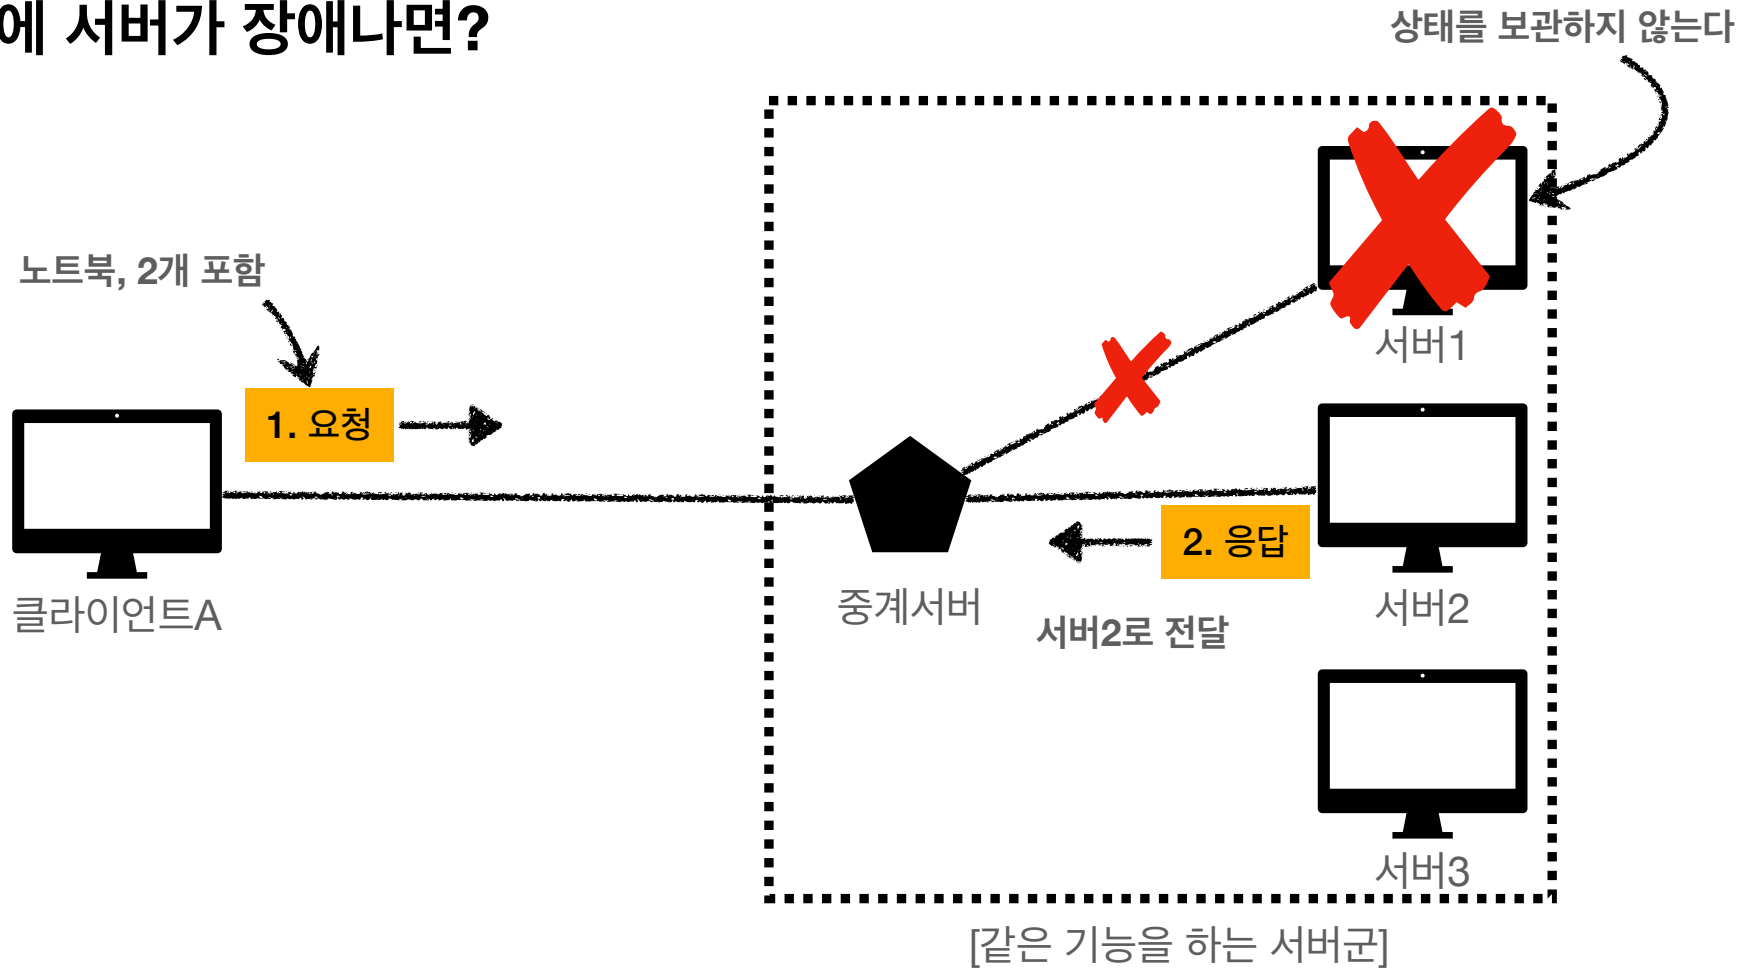 에 서버가 장애나면?
상태를 보관하지 않는다
노트북, 2개 포함
1. 요청
서버1
2. 응답
클라이언트A
중계서버
서버2로 전달
서버2
서버3
[같은 기능을 하는 서버군]